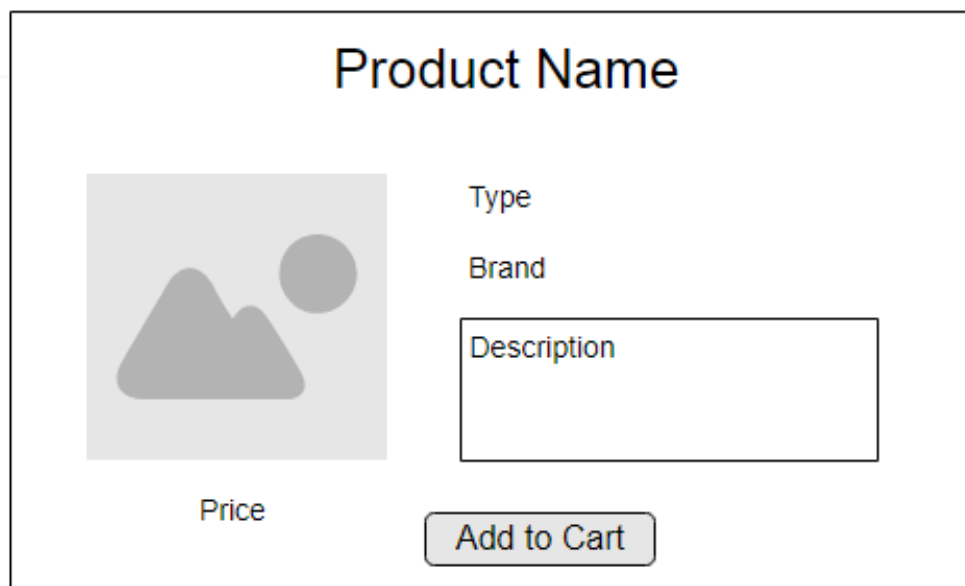 Product Name
Type
Brand
Description
Price
Add to Cart